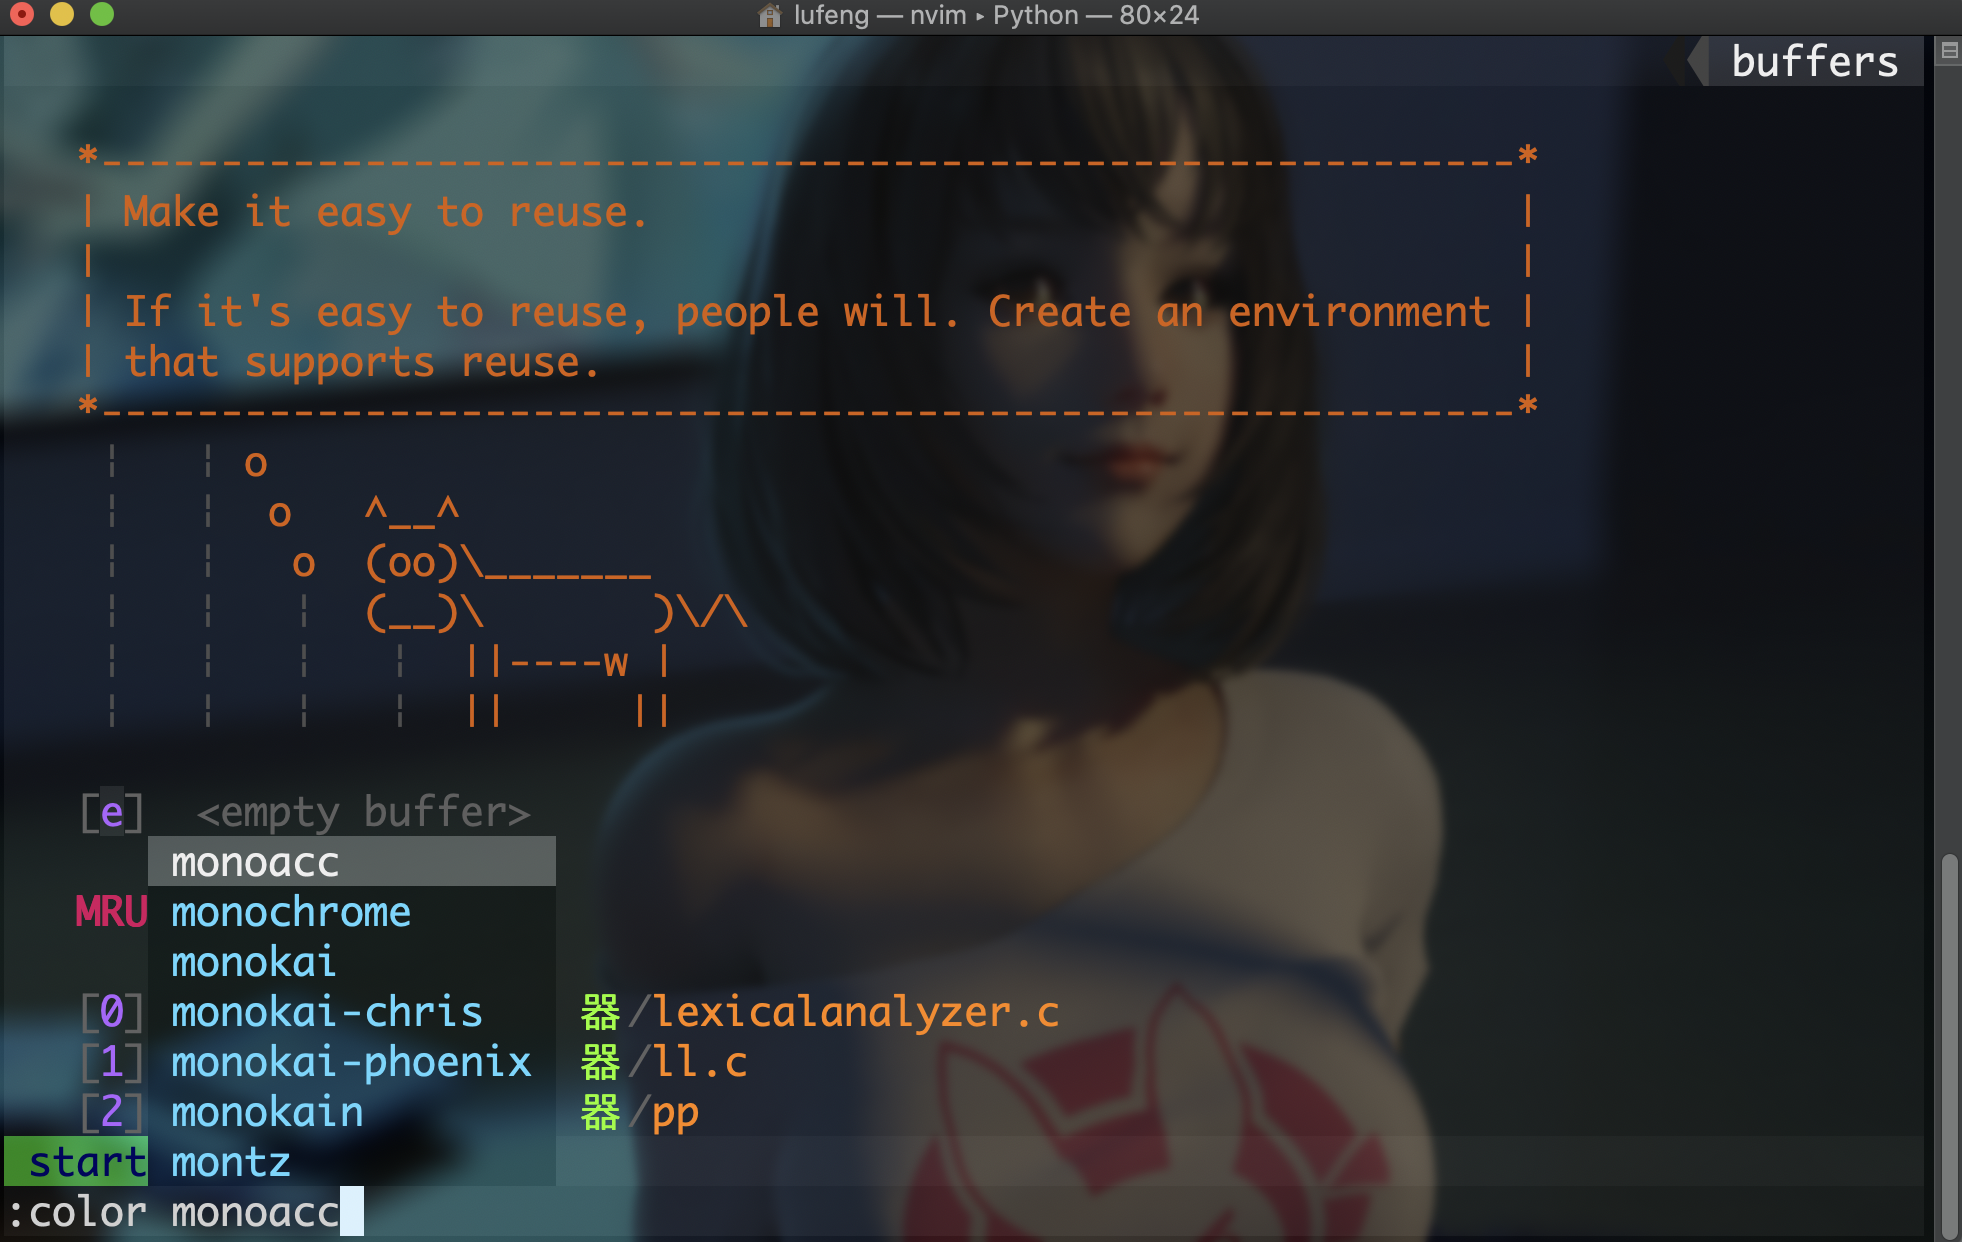 lufeng — nvim ▸ Python — 80×24
buffers
*-----------------------------------------------------------*
| Make it easy to reuse. |
| |
| If it's easy to reuse, people will. Create an environment |
| that supports reuse. |
*-----------------------------------------------------------*
¦ ¦ o
¦ ¦ o ^__^
¦ ¦ o (oo)\_______
¦ ¦ ¦ (__)\ )\/\
¦ ¦ ¦ ¦ ||----w |
¦ ¦ ¦ ¦ || ||
[e] <empty buffer>
monoacc
MRU monochrome
monokai
[0] monokai-chris 器/lexicalanalyzer.c
[1] monokai-phoenix 器/ll.c
[2] monokain 器/pp
start montz
:color monoacc